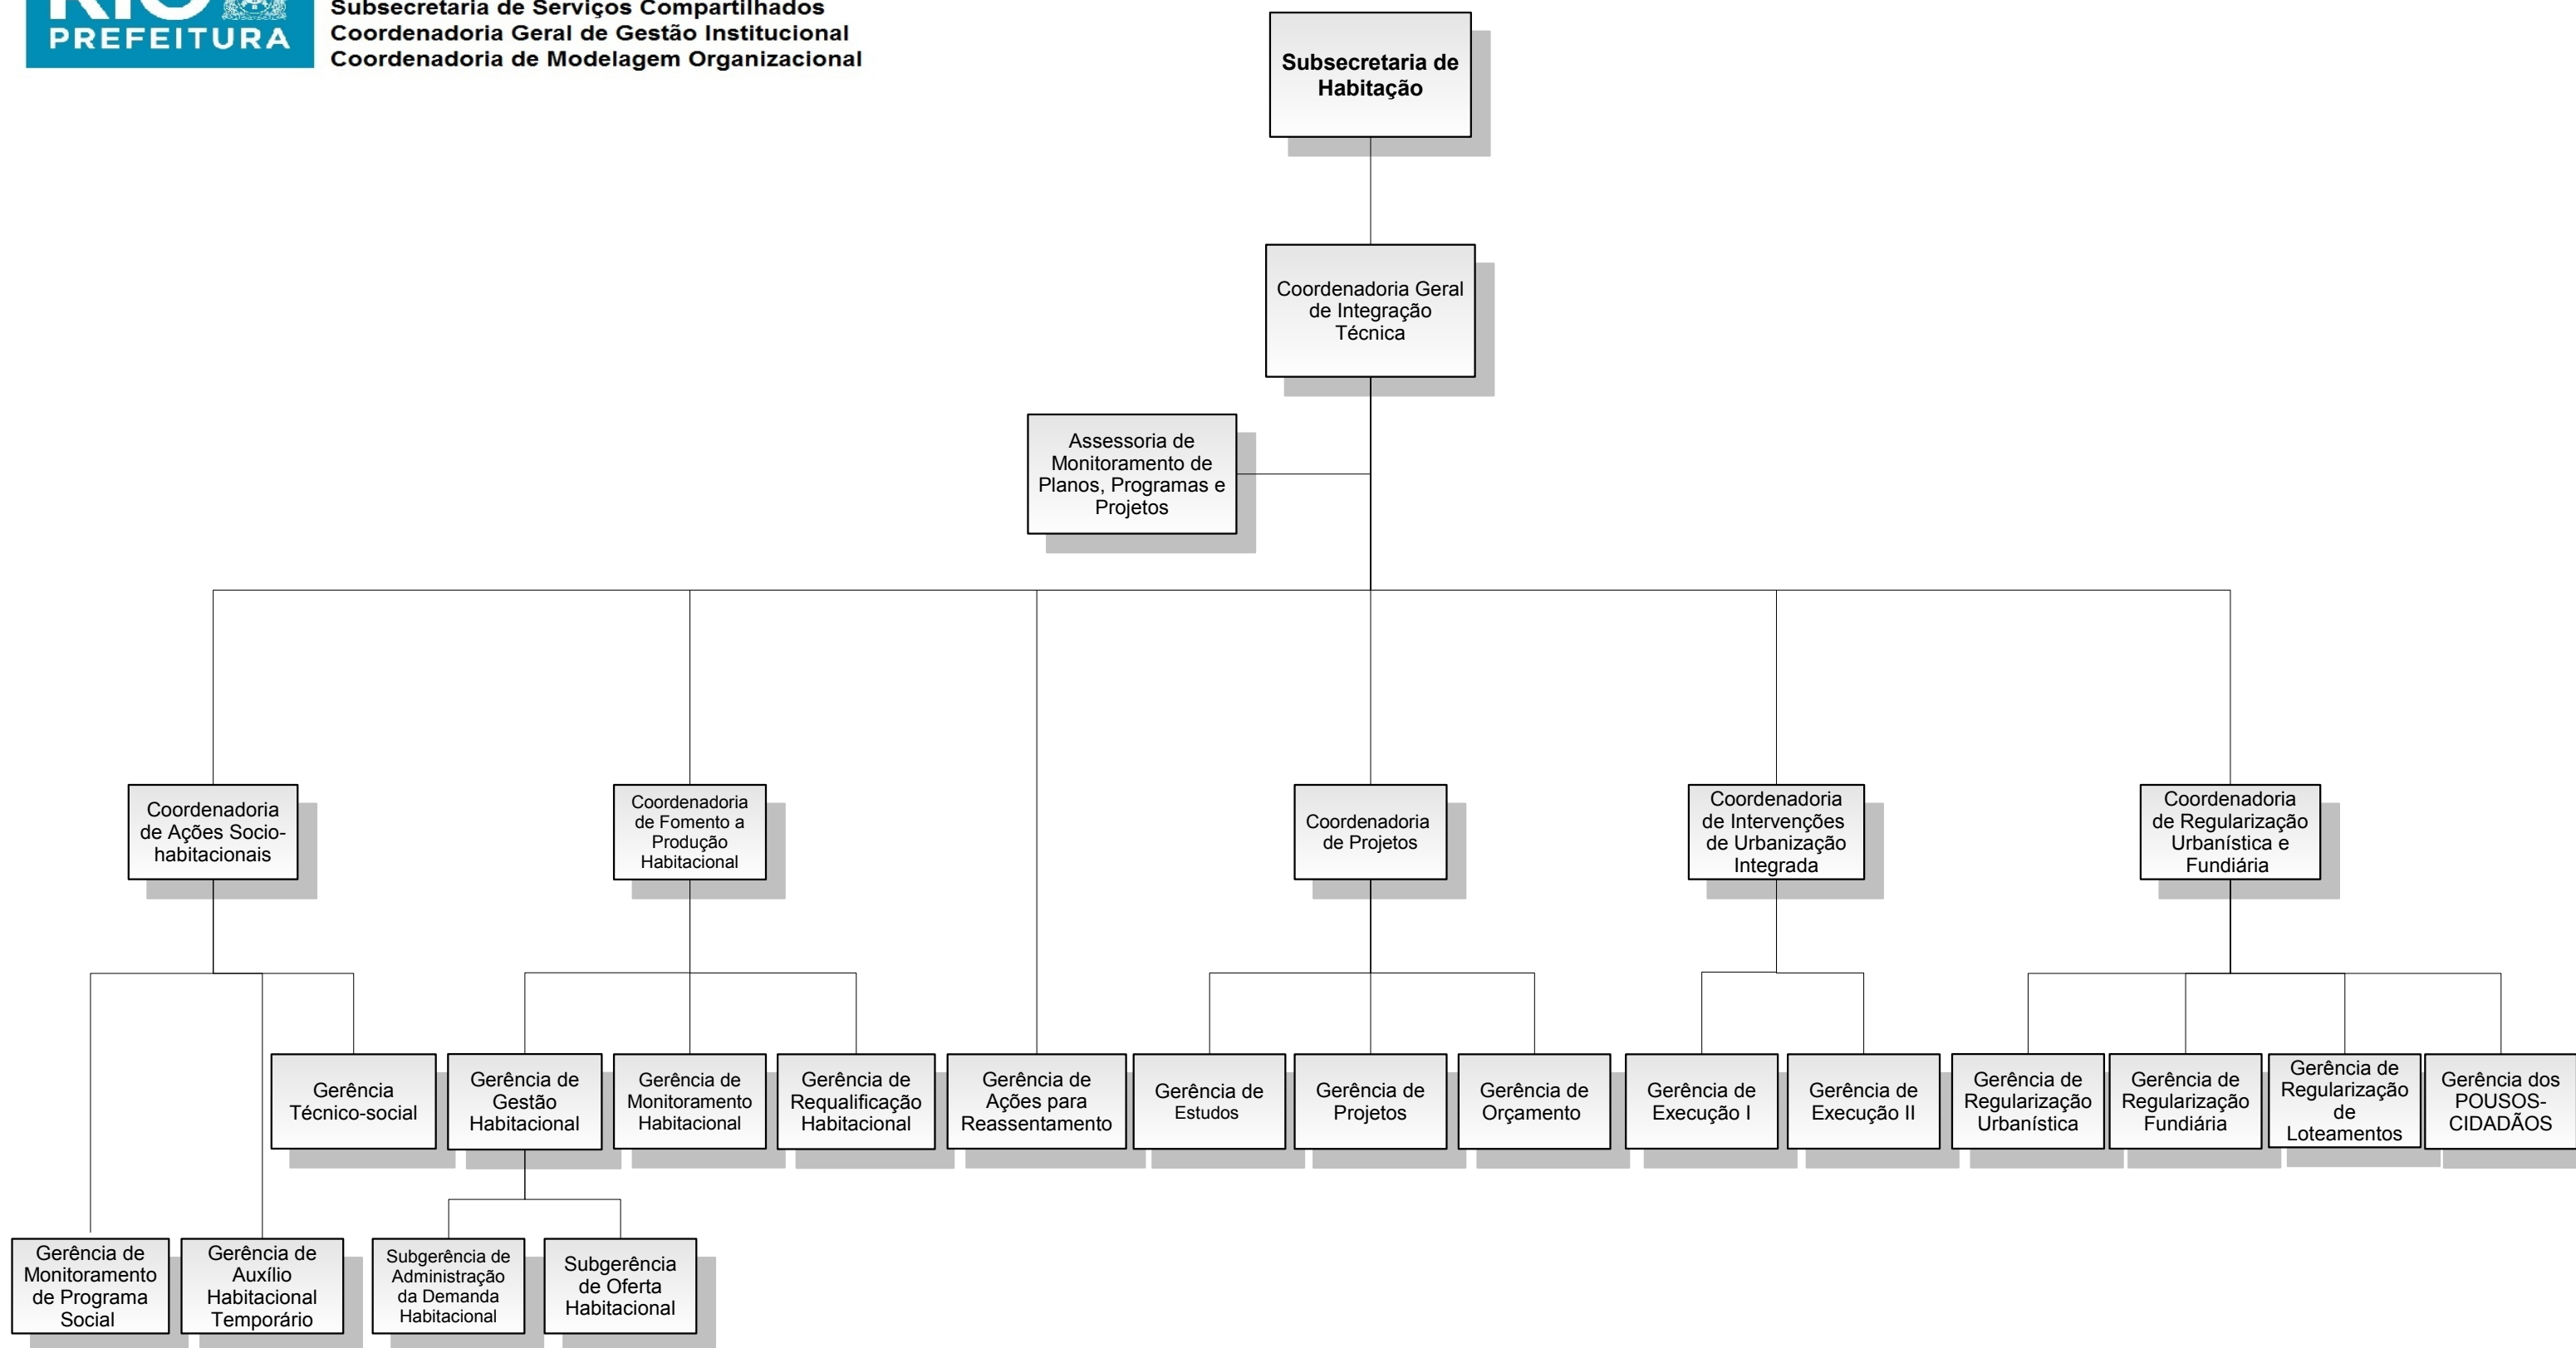 RIO
PREFEITURA
Subsecretaria de Serviços Compartilhados
Coordenadoria Geral de Gestão Institucional
Coordenadoria de Modelagem Organizacional
Subsecretaria de
Habitação
Coordenadoria Geral
de Integração
Técnica
Assessoria de
Monitoramento de
Planos, Programas e
Projetos
Coordenadoria
de Ações Socio-
habitacionais
Coordenadoria
de Fomento a
Produção
Habitacional
Coordenadoria
de Projetos
Coordenadoria
de Intervenções
de Urbanização
Integrada
Coordenadoria
de Regularização
Urbanística e
Fundiária
Gerência
Técnico-social
Gerência de
Gestão
Habitacional
Gerência de
Monitoramento
Habitacional
Gerência de
Requalificação
Habitacional
Gerência de
Ações para
Reassentamento
Gerência de
Estudos
Gerência de
Projetos
Gerência de
Orçamento
Gerência de
Execução I
Gerência de
Execução II
Gerência de
Regularização
Urbanística
Gerência de
Regularização
Fundiária
Gerência de
Regularização
de
Loteamentos
Gerência dos
POUSOS-
CIDADÃOS
Gerência de
Monitoramento
de Programa
Social
Gerência de
Auxílio
Habitacional
Temporário
Subgerência de
Administração
da Demanda
Habitacional
Subgerência
de Oferta
Habitacional